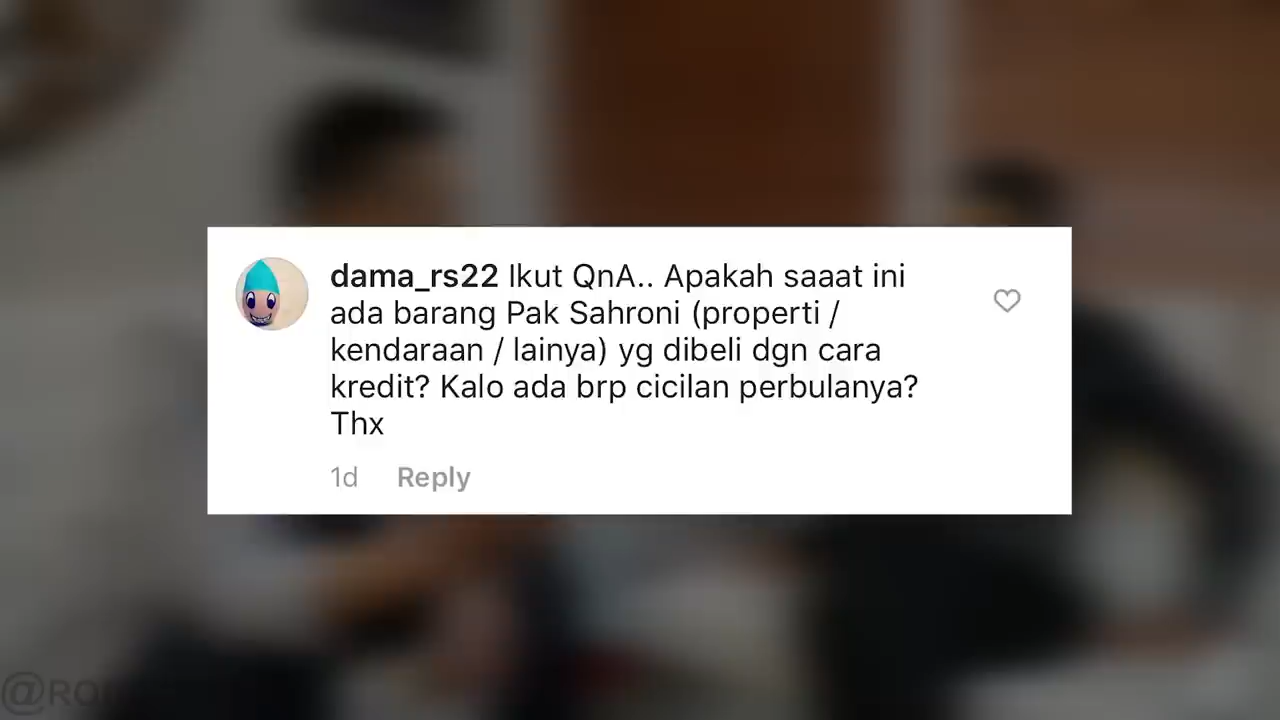 dama_rs22 Ikut QnA.. Apakah saaat ini
ada barang Pak Sahroni (properti /
kendaraan / lainya) yg dibeli dgn cara
kredit? Kalo ada brp cicilan perbulanya?
Thx
1d Reply